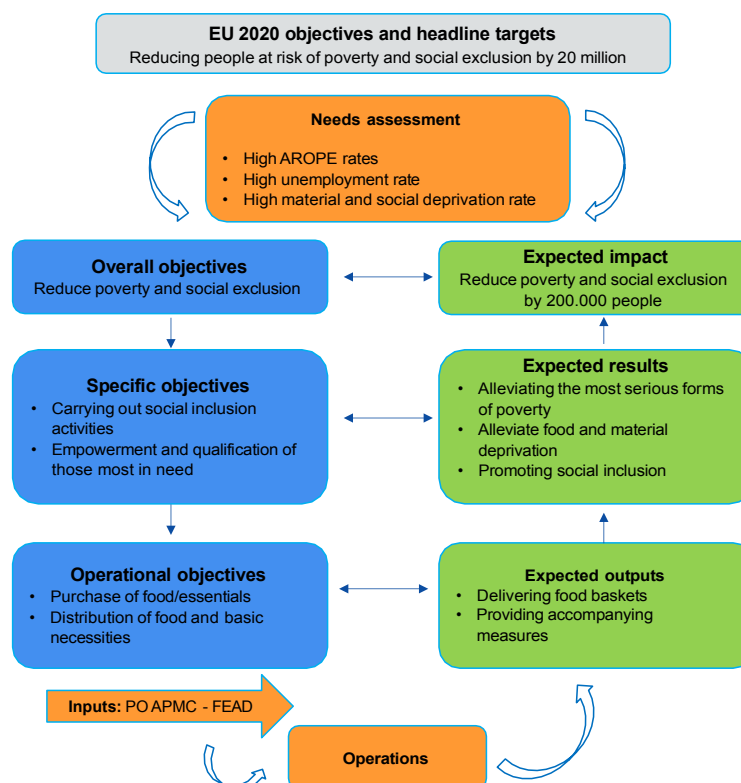 EU 2020 objectives and headline targets
Reducing people at risk of poverty and social exclusion by 20 million
Needs assessment
• High AROPE rates
• High unemployment rate
• High material and social deprivation rate
Overall objectives
Reduce poverty and social exclusion
Expected impact
Reduce poverty and social exclusion
by 200.000 people
Specific objectives
• Carrying out social inclusion
activities
• Empowerment and qualification of
those most in need
Expected results
• Alleviating the most serious forms
of poverty
• Alleviate food and material
deprivation
• Promoting social inclusion
Operational objectives
• Purchase of food/essentials
• Distribution of food and basic
necessities
Expected outputs
• Delivering food baskets
• Providing accompanying
measures
Inputs: PO APMC - FEAD
Operations